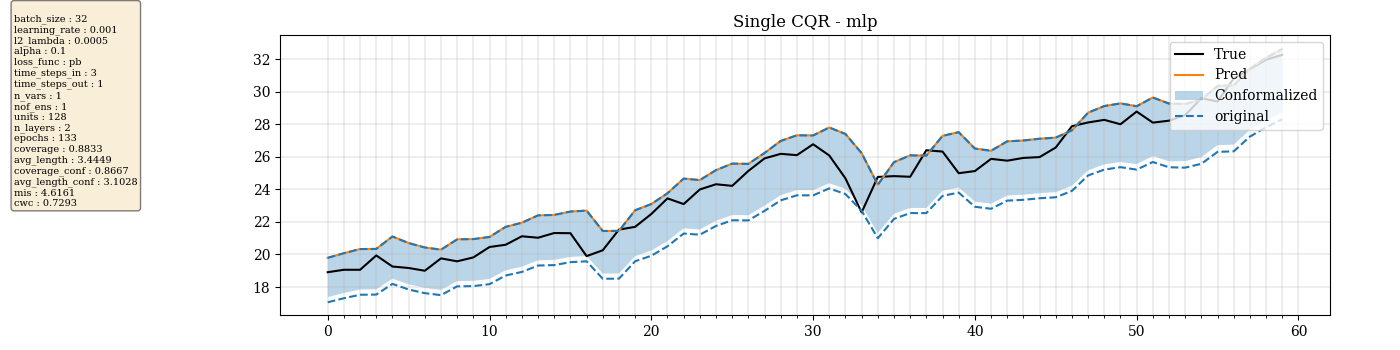 batch_size : 32
learning_rate : 0.001
l2_lambda : 0.0005
alpha : 0.1
loss_func : pb
time_steps_in : 3
time_steps_out : 1
n_vars : 1
nof_ens : 1
units : 128
n_layers : 2
epochs : 133
coverage : 0.8833
avg_length : 3.4449
coverage_conf : 0.8667
avg_length_conf : 3.1028
mis : 4.6161
cwc : 0.7293
Single CQR - mlp
32
30
28
26
24
22
20
18
0 10 20 30 40 50 60
True
Pred
Conformalized
original